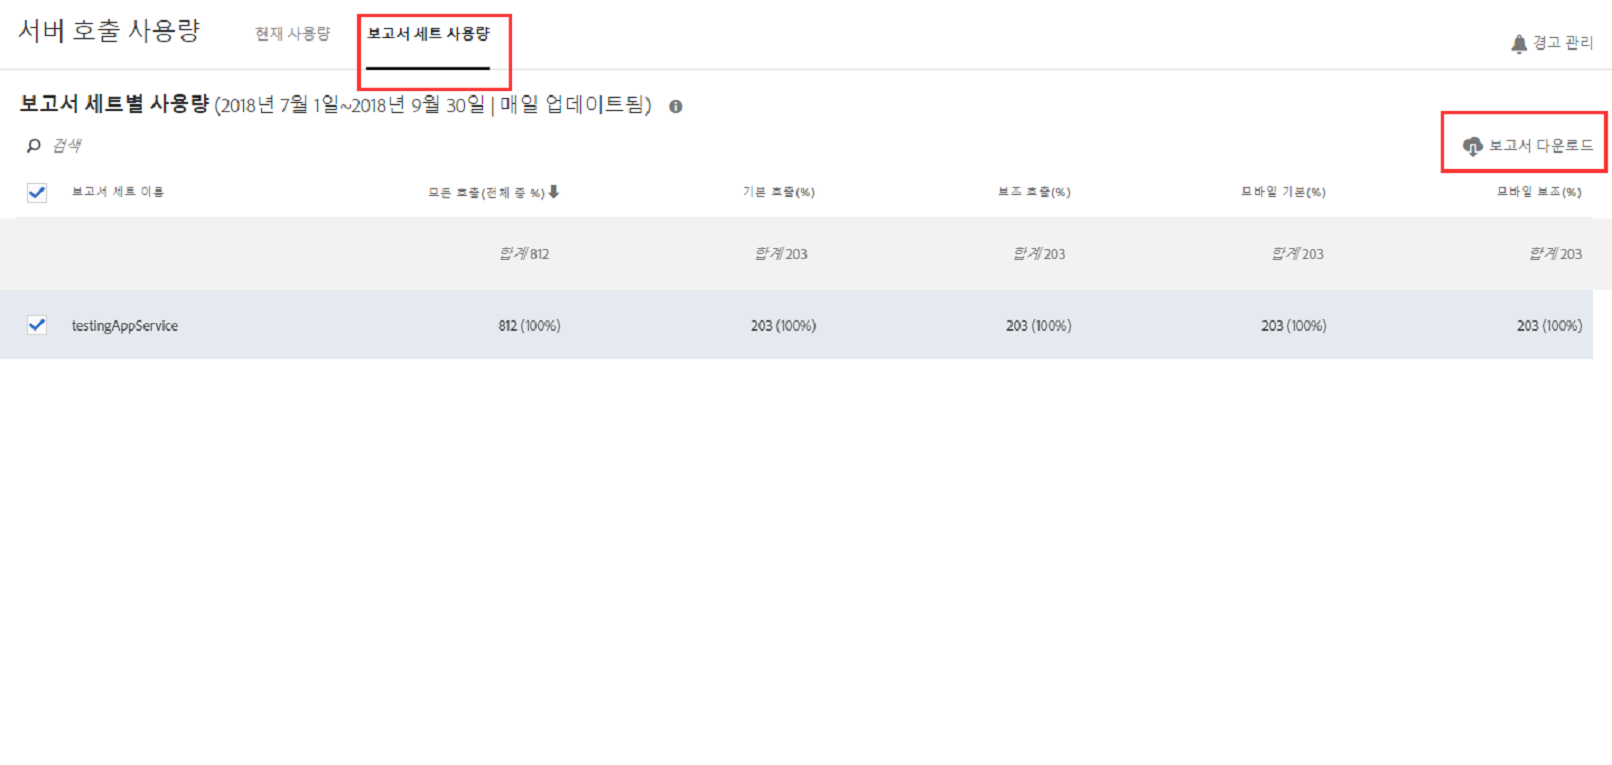 서버 호출 사용량
현재 사용량
보고서 세트 사용량
경고 관리
보고서 세트별 사용량 (2018년 7월 1일~2018년 9월 30일 | 매일 업데이트됨)
검색
보고서 다운로드
보고서 세트 이름 모든 호출(전체 중 %) 기본 호출(%) 보조 호출(%) 모바일 기본(%) 모바일 보조(%)
합계 812 합계 203 합계 203 합계 203 합계 203
testingAppService 812 (100%) 203 (100%) 203 (100%) 203 (100%) 203 (100%)